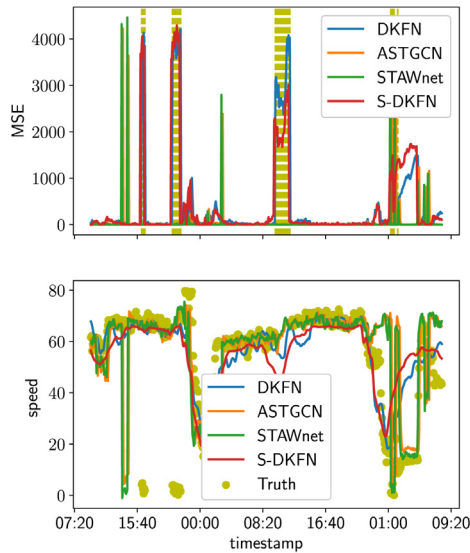 4000
3000
2000
1000
0
MSE
DKFN
ASTGCN
STAWnet
S-DKFN
80
60
40
20
0
speed
DKFN
ASTGCN
STAWnet
S-DKFN
Truth
07:20 15:40 00:00 08:20 16:40 01:00 09:20
timestamp